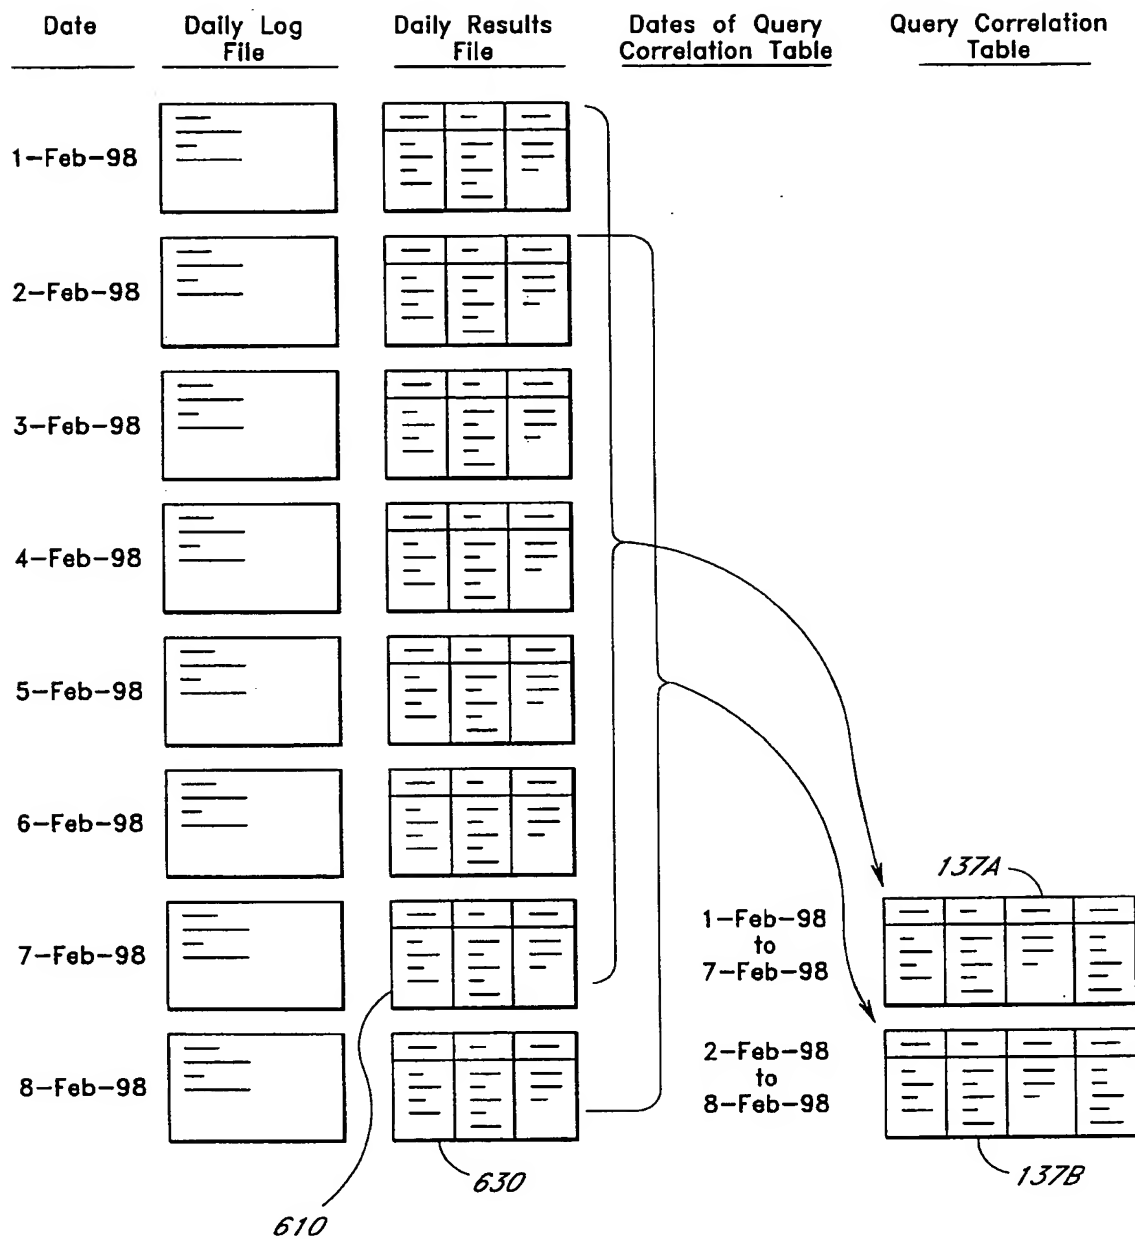 Date
Daily Log
File
Daily Results
File
Dates of Query
Correlation Table
Query Correlation
Table
1-Feb-98
2-Feb-98
3-Feb-98
4-Feb-98
5-Feb-98
6-Feb-98
7-Feb-98
8-Feb-98
137A
1-Feb-98
to
7-Feb-98
2-Feb-98
to
8-Feb-98
137B
630
610